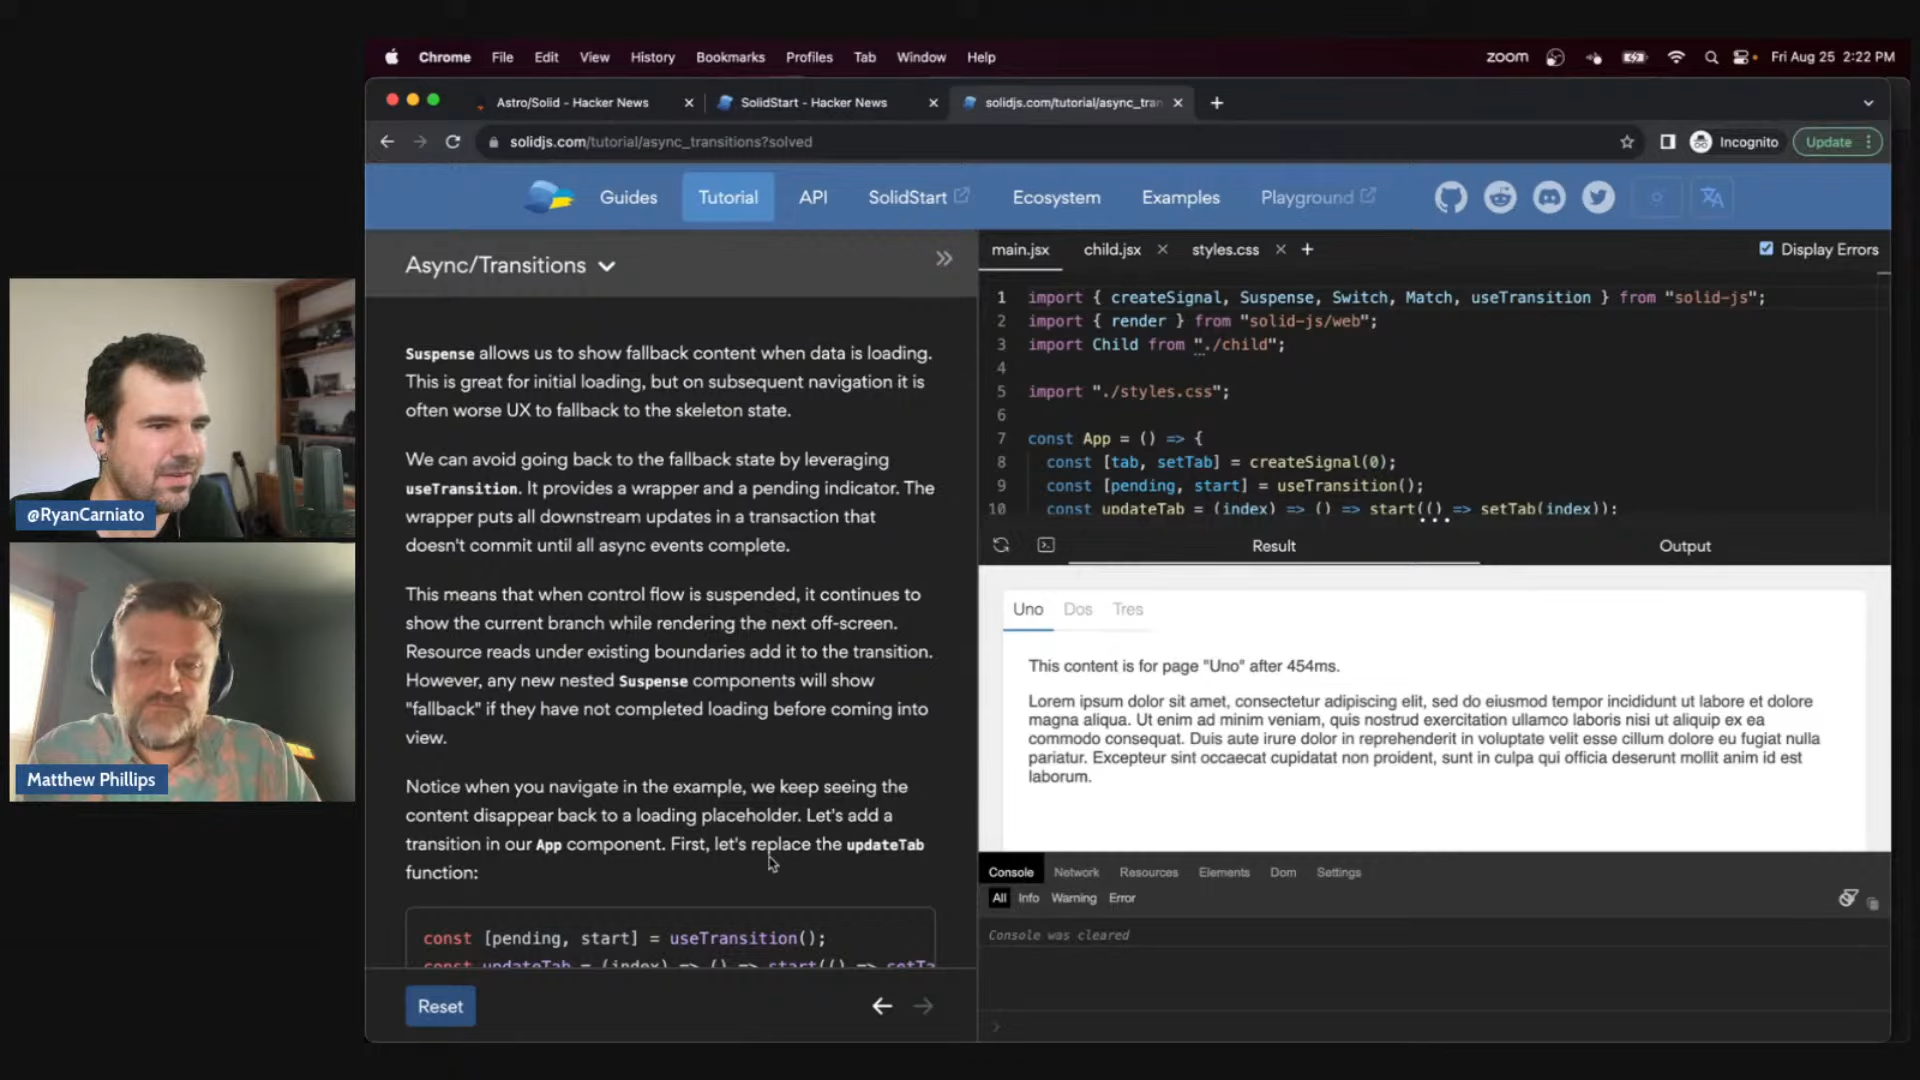 Chrome File Edit View History Bookmarks Profiles Tab Window Help
zoom Fri Aug 25 2:22 PM
Astro/Solid - Hacker News
SolidStart - Hacker News
solidjs.com/tutorial/async_tran
solidjs.com/tutorial/async_transitions?solved
Incognito
Update
Guides Tutorial API SolidStart Ecosystem Examples Playground
Async/Transitions
Suspense allows us to show fallback content when data is loading.
This is great for initial loading, but on subsequent navigation it is
often worse UX to fallback to the skeleton state.
We can avoid going back to the fallback state by leveraging
useTransition. It provides a wrapper and a pending indicator. The
wrapper puts all downstream updates in a transaction that
doesn't commit until all async events complete.
This means that when control flow is suspended, it continues to
show the current branch while rendering the next off-screen.
Resource reads under existing boundaries add it to the transition.
However, any new nested Suspense components will show
"fallback" if they have not completed loading before coming into
view.
Notice when you navigate in the example, we keep seeing the
content disappear back to a loading placeholder. Let's add a
transition in our App component. First, let's replace the updateTab
function:
const [pending, start] = useTransition();
const updateTab = (index) => () => start(() => setTa
Reset
main.jsx child.jsx styles.css
Display Errors
1 import { createSignal, Suspense, Switch, Match, useTransition } from "solid-js";
2 import { render } from "solid-js/web";
3 import Child from "./child";
4
5 import "./styles.css";
6
7 const App = () => {
8 const [tab, setTab] = createSignal(0);
9 const [pending, start] = useTransition();
10 const updateTab = (index) => () => start(() => setTab(index));
Result Output
Uno Dos Tres
This content is for page "Uno" after 454ms.
Lorem ipsum dolor sit amet, consectetur adipiscing elit, sed do eiusmod tempor incididunt ut labore et dolore
magna aliqua. Ut enim ad minim veniam, quis nostrud exercitation ullamco laboris nisi ut aliquip ex ea
commodo consequat. Duis aute irure dolor in reprehenderit in voluptate velit esse cillum dolore eu fugiat nulla
pariatur. Excepteur sint occaecat cupidatat non proident, sunt in culpa qui officia deserunt mollit anim id est
laborum.
Console Network Resources Elements Dom Settings
All Info Warning Error
Console was cleared
@RyanCarniato
Matthew Phillips